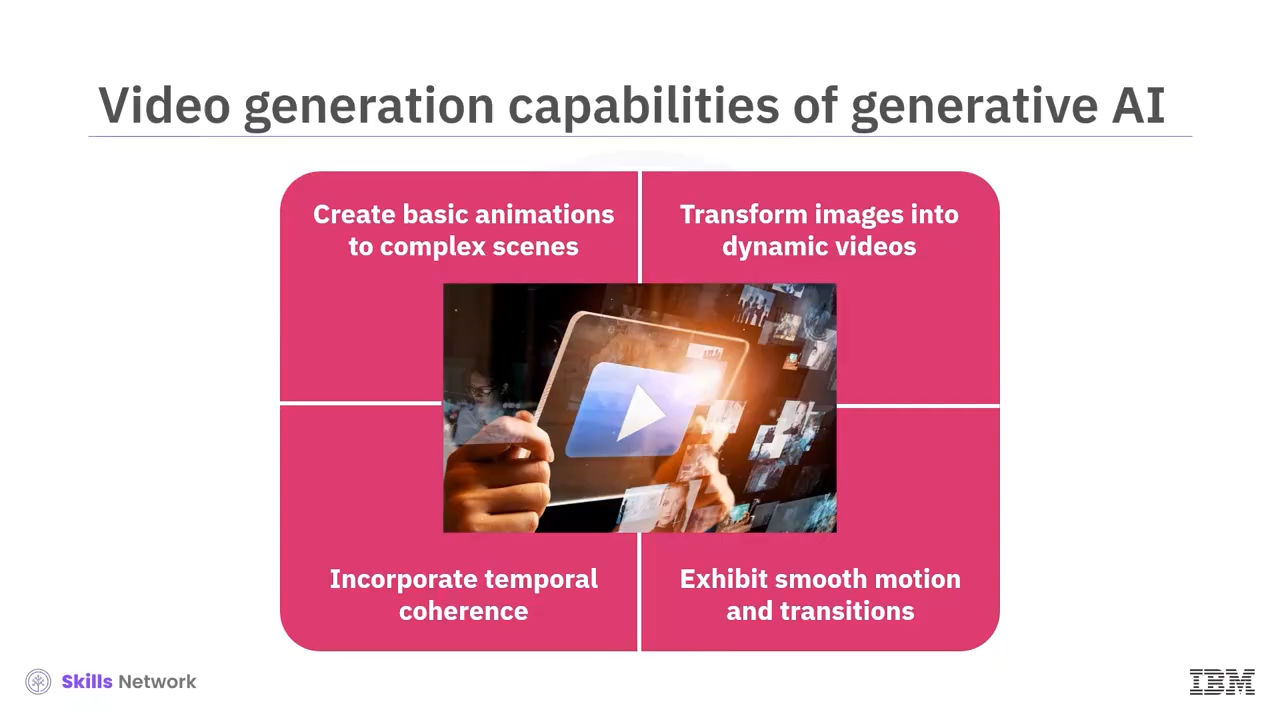 Video generation capabilities of generative AI
Create basic animations
to complex scenes
Transform images into
dynamic videos
Incorporate temporal
coherence
Exhibit smooth motion
and transitions
Skills Network
IBM